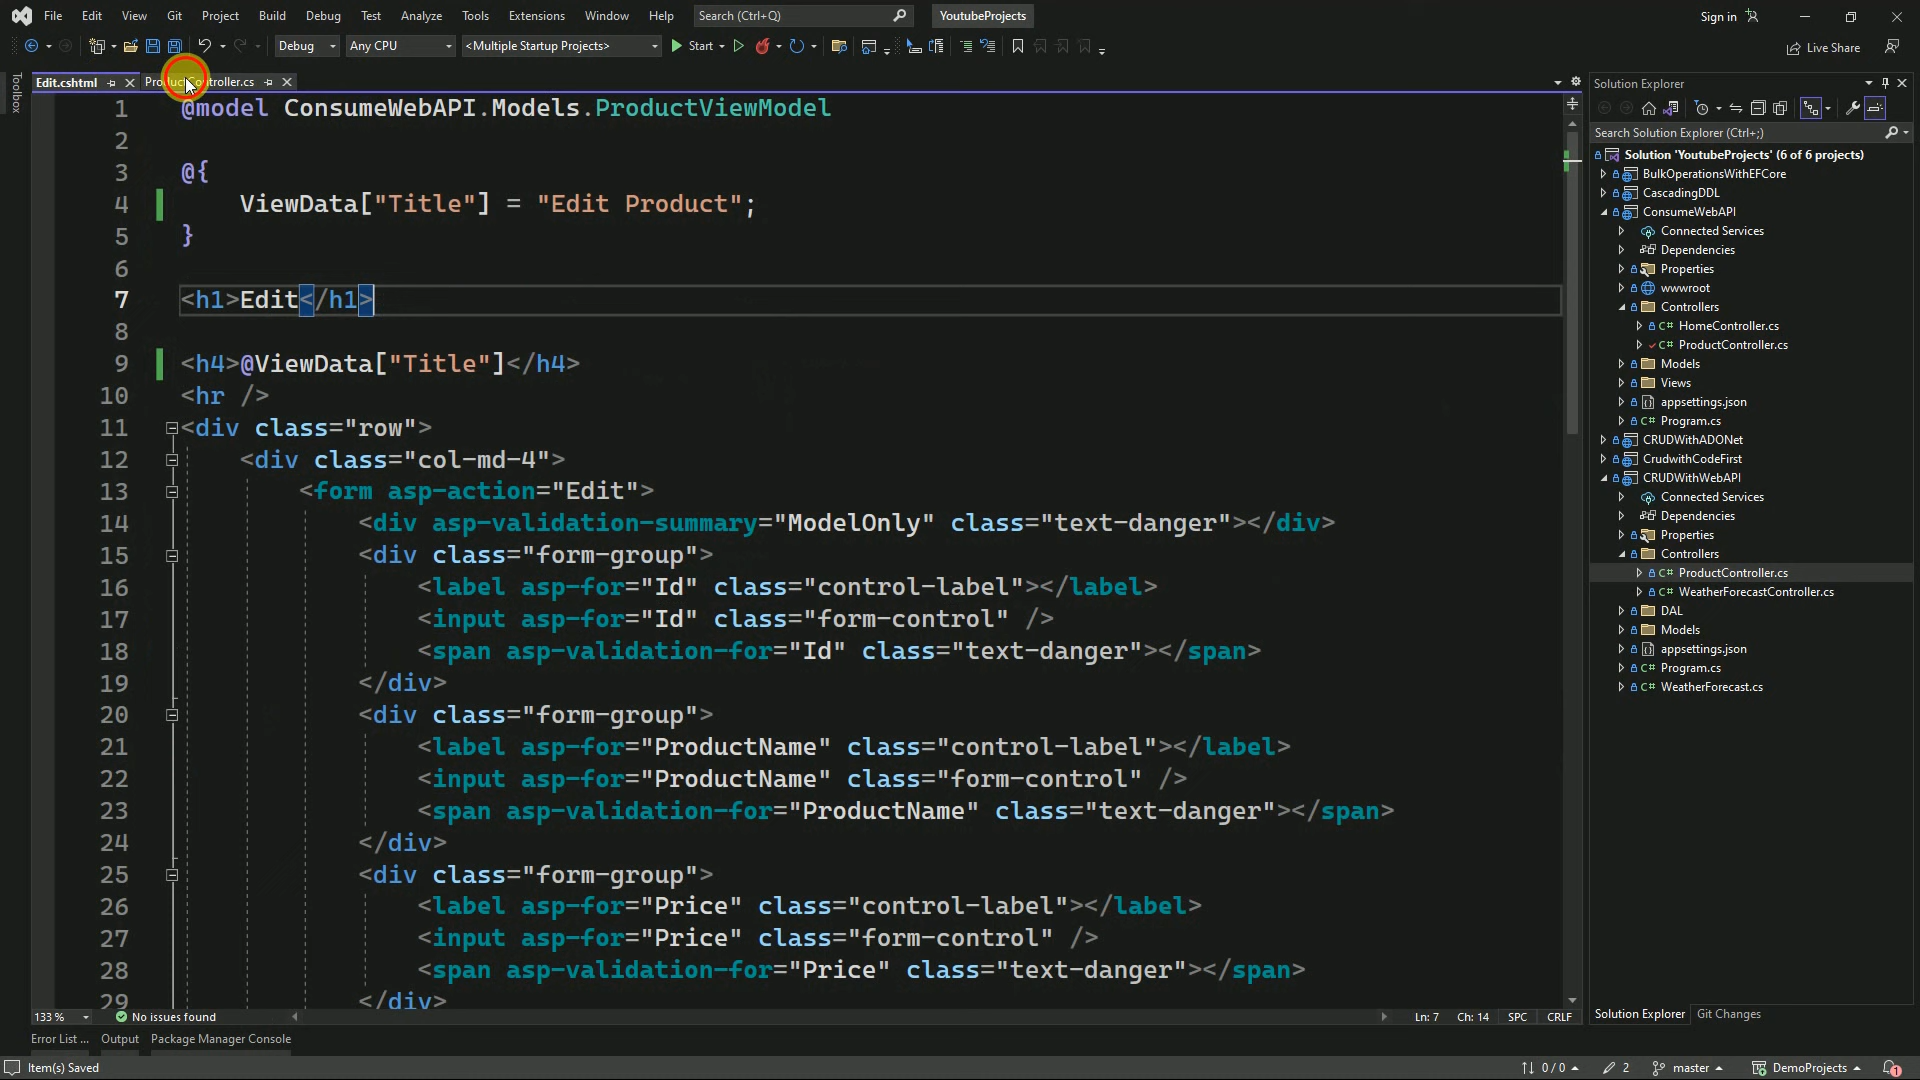 File Edit View Git Project Build Debug Test Analyze Tools Extensions Window Help Search (Ctrl+Q) YoutubeProjects Sign in
Debug Any CPU <Multiple Startup Projects> Start Live Share
Toolbox
Edit.cshtml ProductController.cs
1 @model ConsumeWebAPI.Models.ProductViewModel
2
3 @{
4 ViewData["Title"] = "Edit Product";
5 }
6
7 <h1>Edit</h1>
8
9 <h4>@ViewData["Title"]</h4>
10 <hr />
11 <div class="row">
12 <div class="col-md-4">
13 <form asp-action="Edit">
14 <div asp-validation-summary="ModelOnly" class="text-danger"></div>
15 <div class="form-group">
16 <label asp-for="Id" class="control-label"></label>
17 <input asp-for="Id" class="form-control" />
18 <span asp-validation-for="Id" class="text-danger"></span>
19 </div>
20 <div class="form-group">
21 <label asp-for="ProductName" class="control-label"></label>
22 <input asp-for="ProductName" class="form-control" />
23 <span asp-validation-for="ProductName" class="text-danger"></span>
24 </div>
25 <div class="form-group">
26 <label asp-for="Price" class="control-label"></label>
27 <input asp-for="Price" class="form-control" />
28 <span asp-validation-for="Price" class="text-danger"></span>
29 </div>
133 % No issues found Ln: 7 Ch: 14 SPC CRLF
Solution Explorer
Search Solution Explorer (Ctrl+;)
Solution 'YoutubeProjects' (6 of 6 projects)
BulkOperationsWithEFCore
CascadingDDL
ConsumeWebAPI
Connected Services
Dependencies
Properties
wwwroot
Controllers
C# HomeController.cs
C# ProductController.cs
Models
Views
appsettings.json
C# Program.cs
CRUDWithADONet
CrudwithCodeFirst
CRUDWithWebAPI
Connected Services
Dependencies
Properties
Controllers
C# ProductController.cs
C# WeatherForecastController.cs
DAL
Models
appsettings.json
C# Program.cs
C# WeatherForecast.cs
Solution Explorer Git Changes
Error List ... Output Package Manager Console
Item(s) Saved 0 / 0 2 master DemoProjects 1